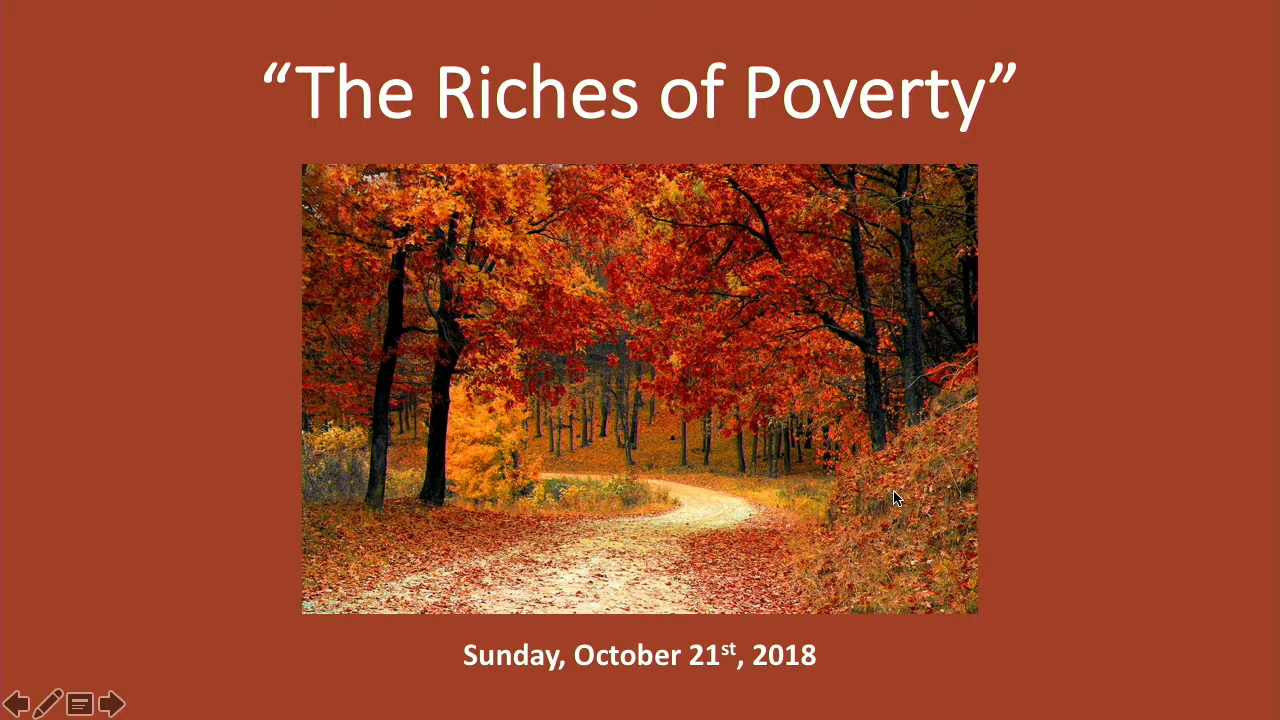 “The Riches of Poverty”
Sunday, October 21st, 2018